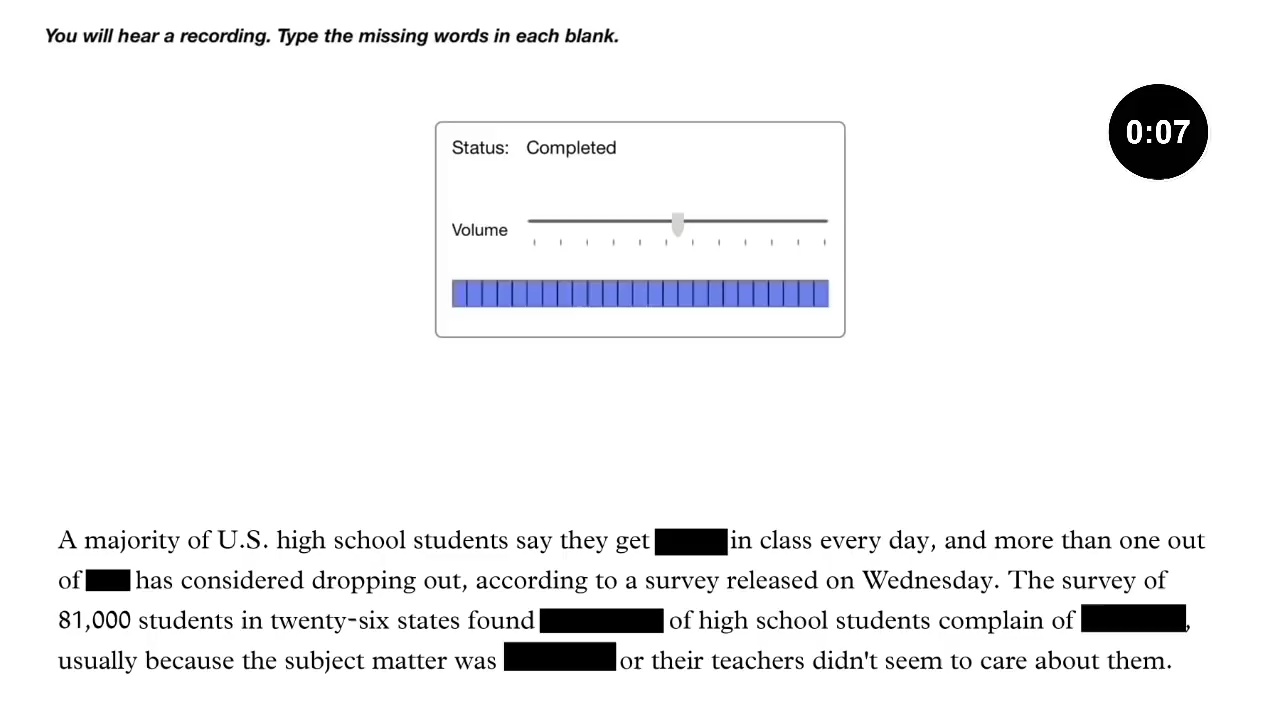 You will hear a recording. Type the missing words in each blank.
0:07
Status: Completed
Volume
A majority of U.S. high school students say they get in class every day, and more than one out
of has considered dropping out, according to a survey released on Wednesday. The survey of
81,000 students in twenty-six states found of high school students complain of ,
usually because the subject matter was or their teachers didn't seem to care about them.